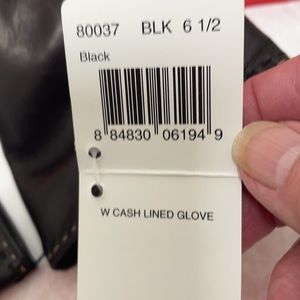 80037 BLK 6 1/2
Black
8 84830 06194 9
W CASH LINED GLOVE